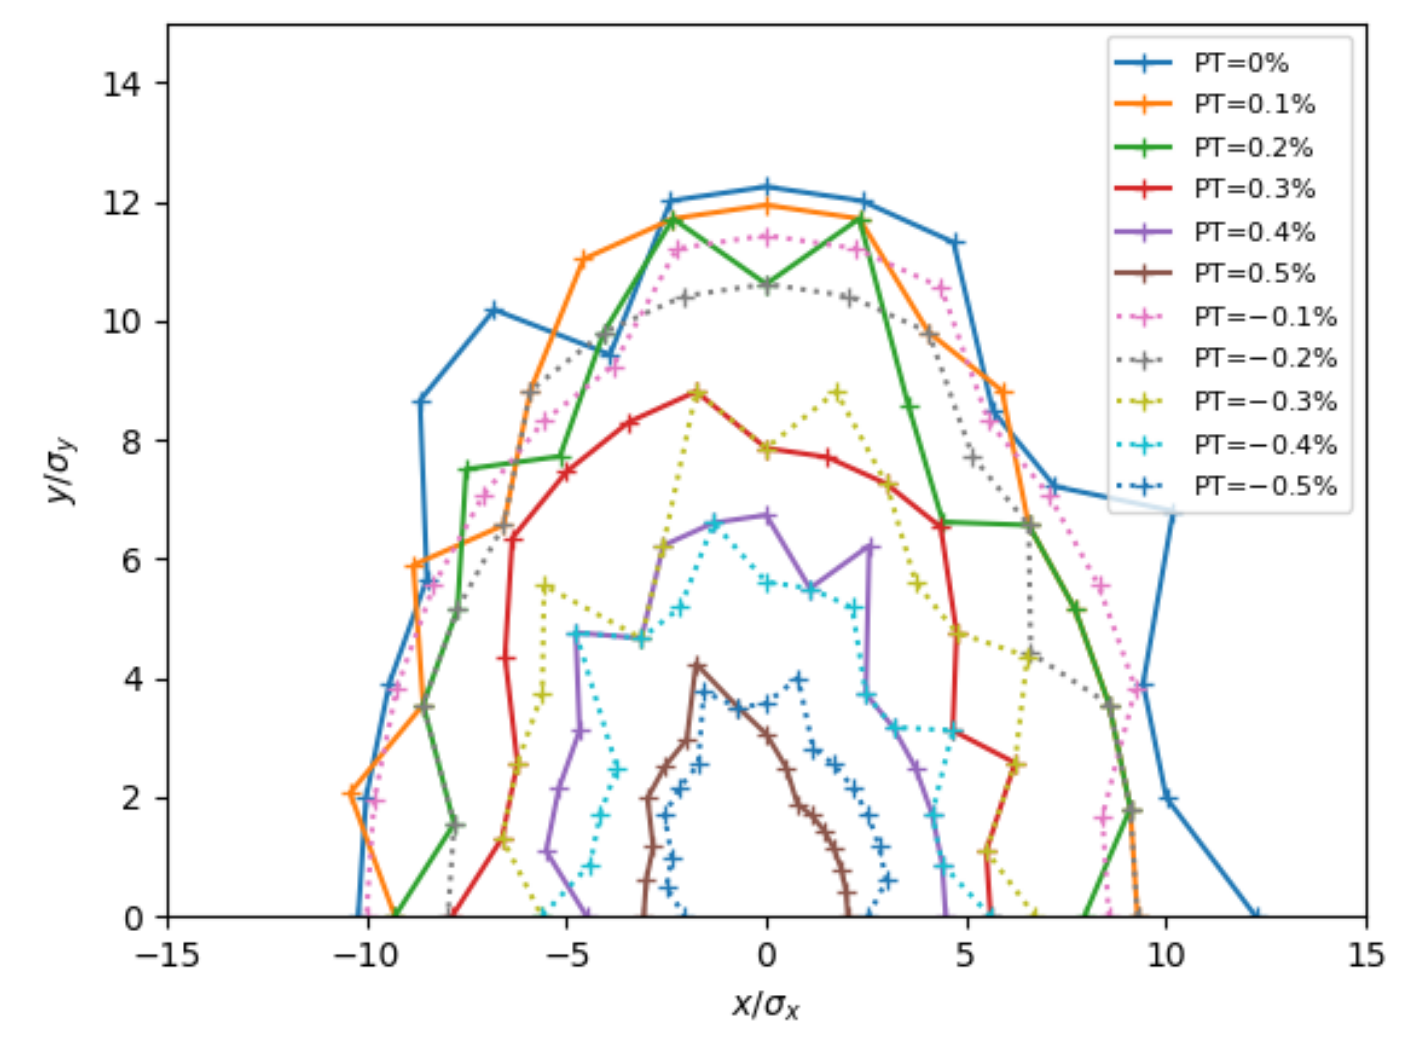 14
12
10
8
6
4
2
0
y/σy
−15
−10
−5
0
5
10
15
x/σx
PT=0%
PT=0.1%
PT=0.2%
PT=0.3%
PT=0.4%
PT=0.5%
PT=−0.1%
PT=−0.2%
PT=−0.3%
PT=−0.4%
PT=−0.5%